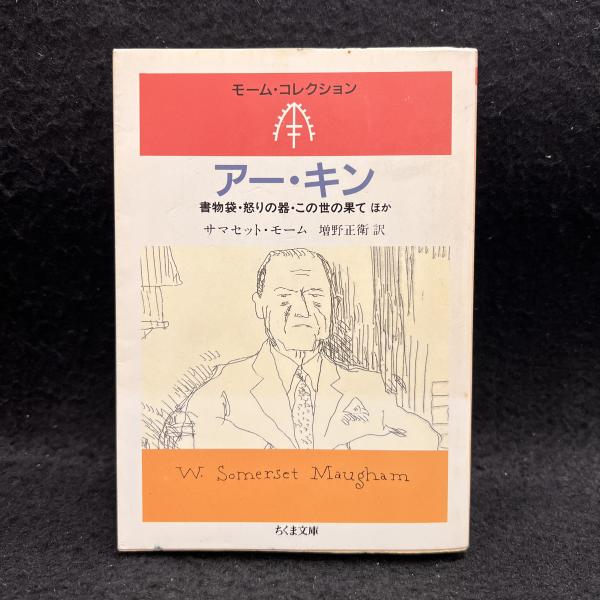 モーム・コレクション
アー・キン
書物袋・怒りの器・この世の果て ほか
サマセット・モーム 増野正衛 訳
W. Somerset Maugham
ちくま文庫